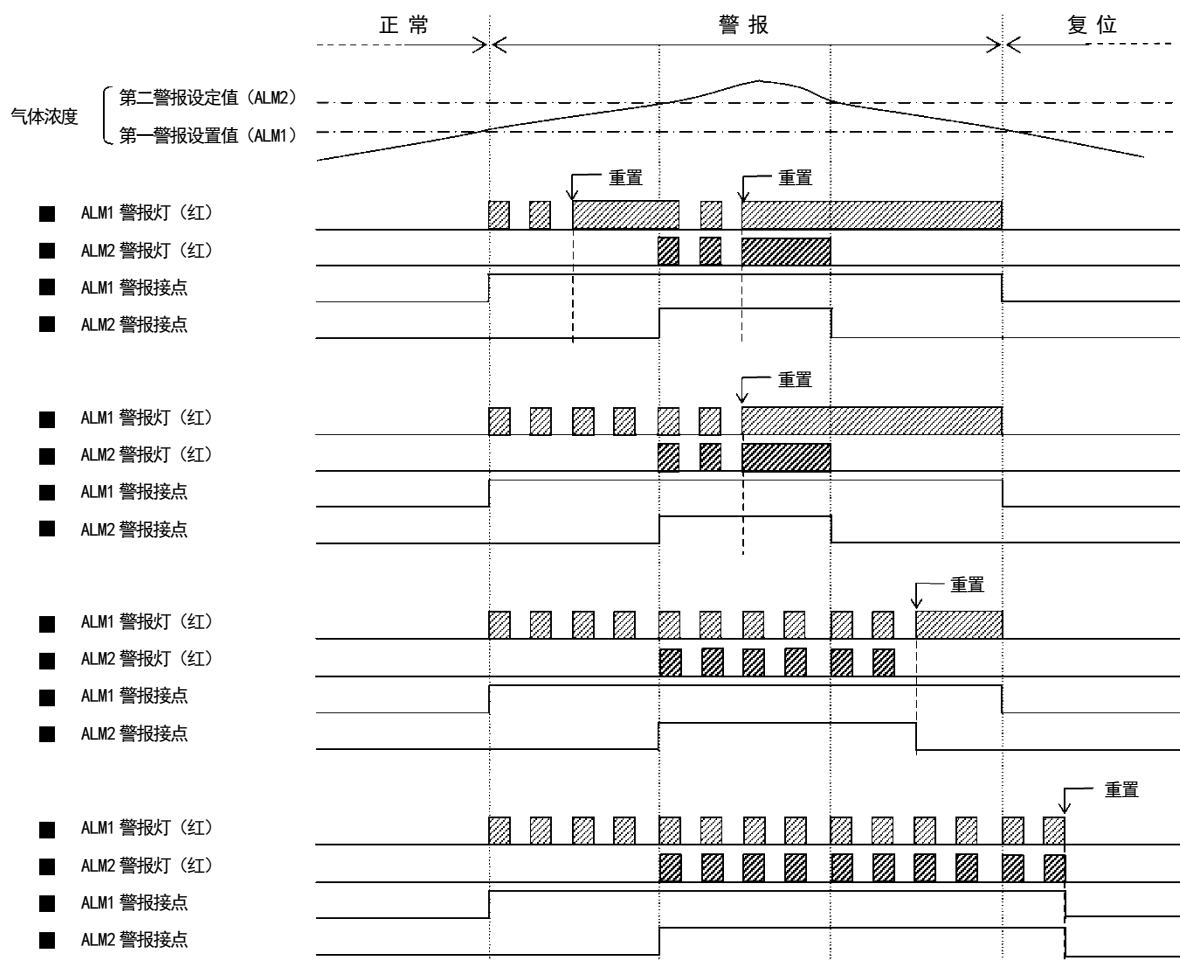 正 常
警 报
复 位
气体浓度
第二警报设定值（ALM2）
第一警报设置值（ALM1）
重置
重置
ALM1 警报灯（红）
ALM2 警报灯（红）
ALM1 警报接点
ALM2 警报接点
重置
ALM1 警报灯（红）
ALM2 警报灯（红）
ALM1 警报接点
ALM2 警报接点
重置
ALM1 警报灯（红）
ALM2 警报灯（红）
ALM1 警报接点
ALM2 警报接点
重置
ALM1 警报灯（红）
ALM2 警报灯（红）
ALM1 警报接点
ALM2 警报接点